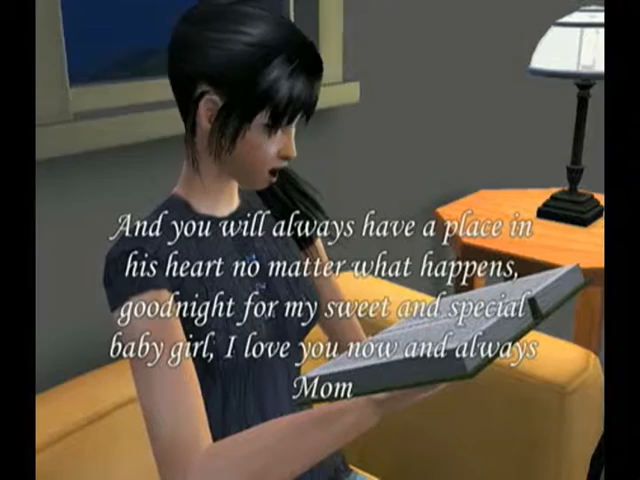 And you will always have a place in
his heart no matter what happens,
goodnight for my sweet and special
baby girl, I love you now and always
Mom